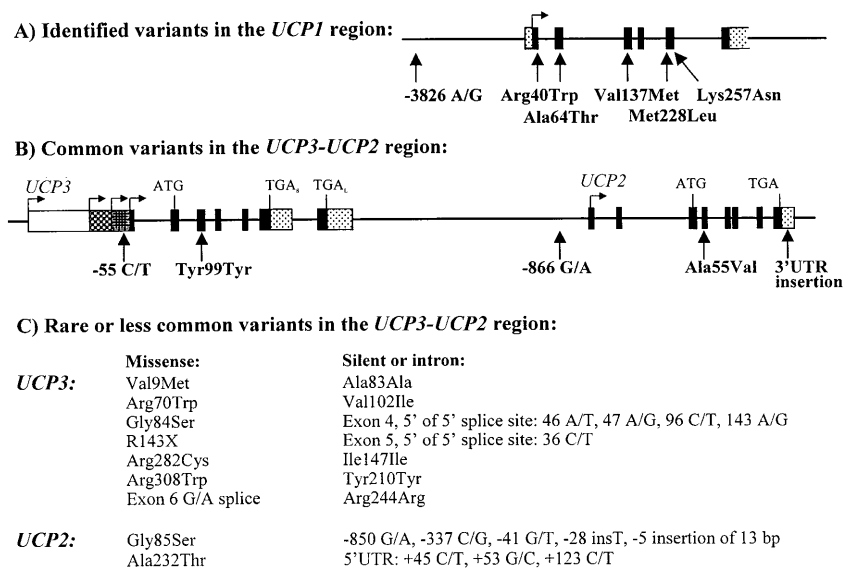 A) Identified variants in the UCP1 region:
-3826 A/G
Arg40Trp
Val137Met
Lys257Asn
Ala64Thr
Met228Leu
B) Common variants in the UCP3-UCP2 region:
UCP3
ATG
TGAS
TGAL
UCP2
ATG
TGA
-55 C/T
Tyr99Tyr
-866 G/A
Ala55Val
3'UTR
insertion
C) Rare or less common variants in the UCP3-UCP2 region:
Missense: Silent or intron:
UCP3: Val9Met Ala83Ala
Arg70Trp Val102Ile
Gly84Ser Exon 4, 5' of 5' splice site: 46 A/T, 47 A/G, 96 C/T, 143 A/G
R143X Exon 5, 5' of 5' splice site: 36 C/T
Arg282Cys Ile147Ile
Arg308Trp Tyr210Tyr
Exon 6 G/A splice Arg244Arg
UCP2: Gly85Ser -850 G/A, -337 C/G, -41 G/T, -28 insT, -5 insertion of 13 bp
Ala232Thr 5'UTR: +45 C/T, +53 G/C, +123 C/T